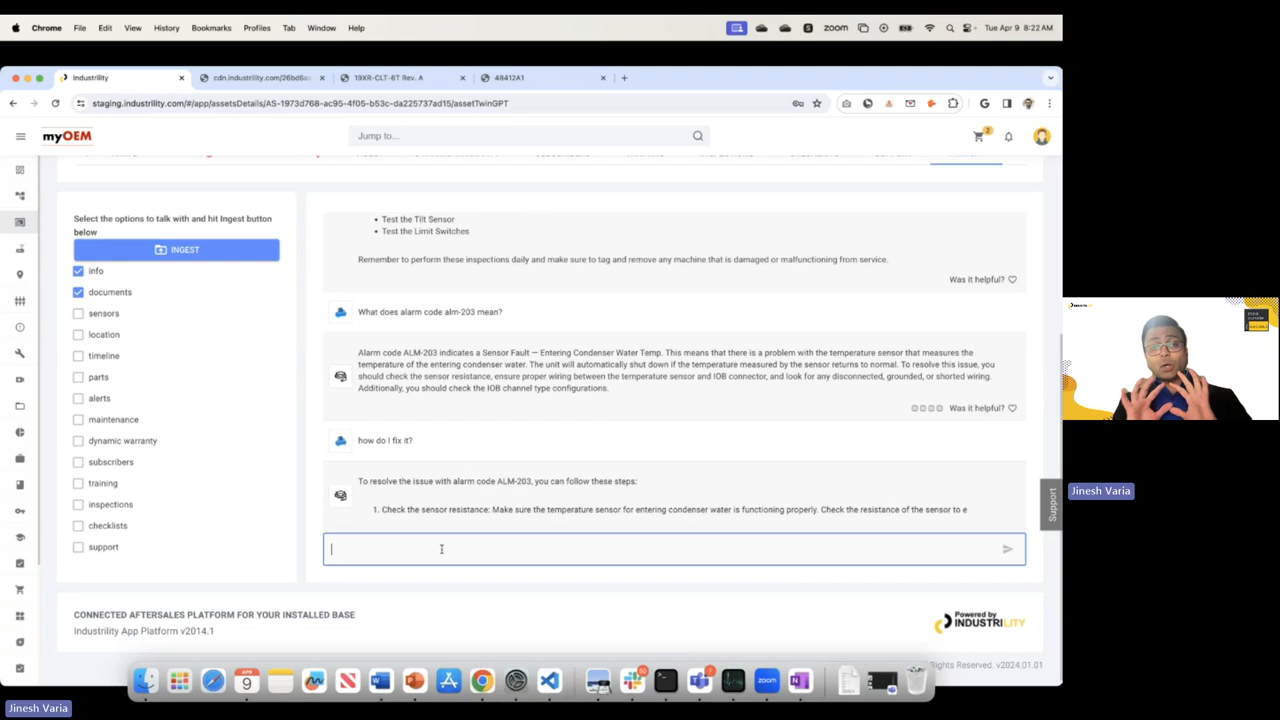 Chrome File Edit View History Bookmarks Profiles Tab Window Help
zoom
Tue Apr 9 8:22 AM
Industrility
cdn.industrility.com/26bd6a
19XR-CLT-6T Rev. A
48412A1
staging.industrility.com/#/app/assetsDetails/AS-1973d768-ac95-4f05-b53c-da225737ad15/assetTwinGPT
myOEM
Jump to...
2
Select the options to talk with and hit Ingest button
below
INGEST
info
documents
sensors
location
timeline
parts
alerts
maintenance
dynamic warranty
subscribers
training
inspections
checklists
support
• Test the Tilt Sensor
• Test the Limit Switches
Remember to perform these inspections daily and make sure to tag and remove any machine that is damaged or malfunctioning from service.
Was it helpful?
What does alarm code alm-203 mean?
Alarm code ALM-203 indicates a Sensor Fault — Entering Condenser Water Temp. This means that there is a problem with the temperature sensor that measures the
temperature of the entering condenser water. The unit will automatically shut down if the temperature measured by the sensor returns to normal. To resolve this issue, you
should check the sensor resistance, ensure proper wiring between the temperature sensor and IOB connector, and look for any disconnected, grounded, or shorted wiring.
Additionally, you should check the IOB channel type configurations.
Was it helpful?
how do I fix it?
To resolve the issue with alarm code ALM-203, you can follow these steps:
1. Check the sensor resistance: Make sure the temperature sensor for entering condenser water is functioning properly. Check the resistance of the sensor to e
Support
CONNECTED AFTERSALES PLATFORM FOR YOUR INSTALLED BASE
Industrility App Platform v2014.1
Powered by
INDUSTRILITY
Rights Reserved. v2024.01.01
APR
9
zoom
Jinesh Varia
Jinesh Varia